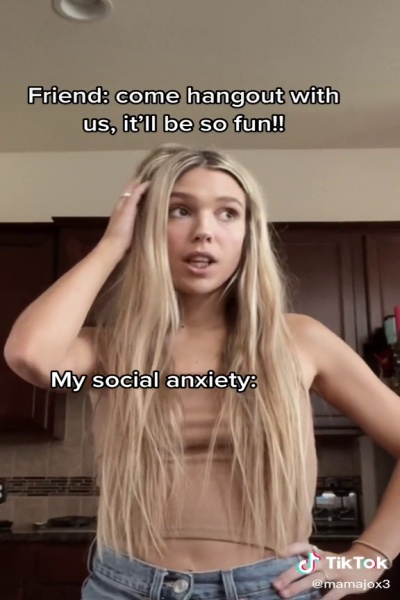 Friend: come hangout with
us, it'll be so fun!!
My social anxiety:
TikTok
@mamajox3